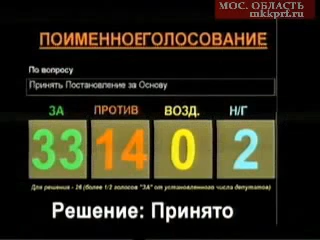 МОС. ОБЛАСТЬ
mkkprf.ru
ПОИМЕННОЕГОЛОСОВАНИЕ
По вопросу
Принять Постановление за Основу
ЗА ПРОТИВ ВОЗД. Н/Г
33 14 0 2
Для решения - 26 (более 1/2 голосов "ЗА" от установленного числа депутатов)
Решение: Принято